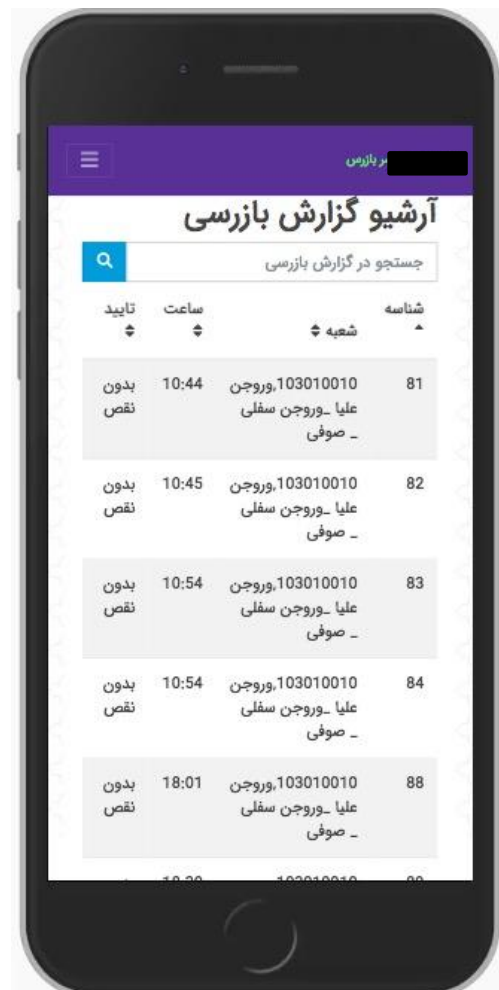 بازرس
آرشیو گزارش بازرسی
جستجو در گزارش بازرسی
شناسه شعبه ساعت تایید
81 103010010,وروجن 10:44 بدون
علیا _وروجن سفلی نقص
_ صوفی
82 103010010,وروجن 10:45 بدون
علیا _وروجن سفلی نقص
_ صوفی
83 103010010,وروجن 10:54 بدون
علیا _وروجن سفلی نقص
_ صوفی
84 103010010,وروجن 10:54 بدون
علیا _وروجن سفلی نقص
_ صوفی
88 103010010,وروجن 18:01 بدون
علیا _وروجن سفلی نقص
_ صوفی